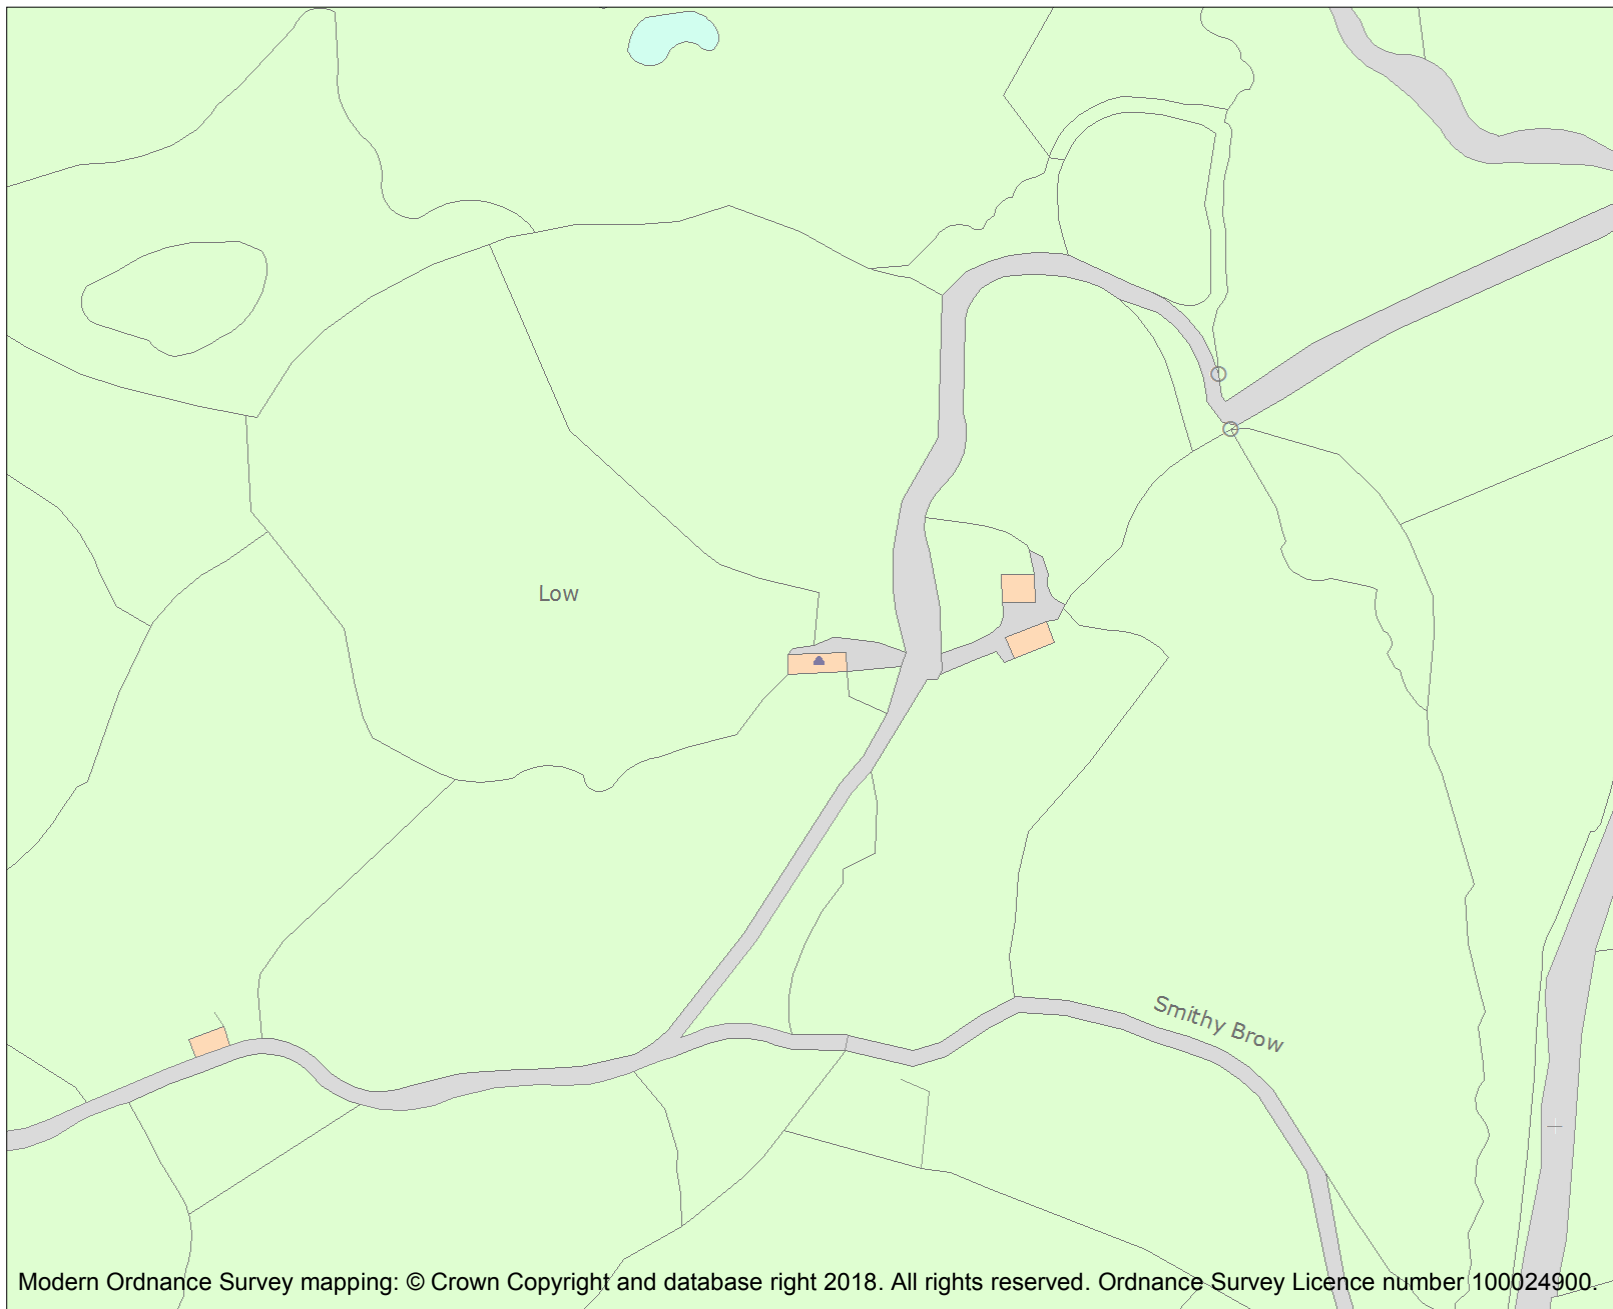 Low
Smithy Brow
Modern Ordnance Survey mapping: © Crown Copyright and database right 2018. All rights reserved. Ordnance Survey Licence number 100024900.